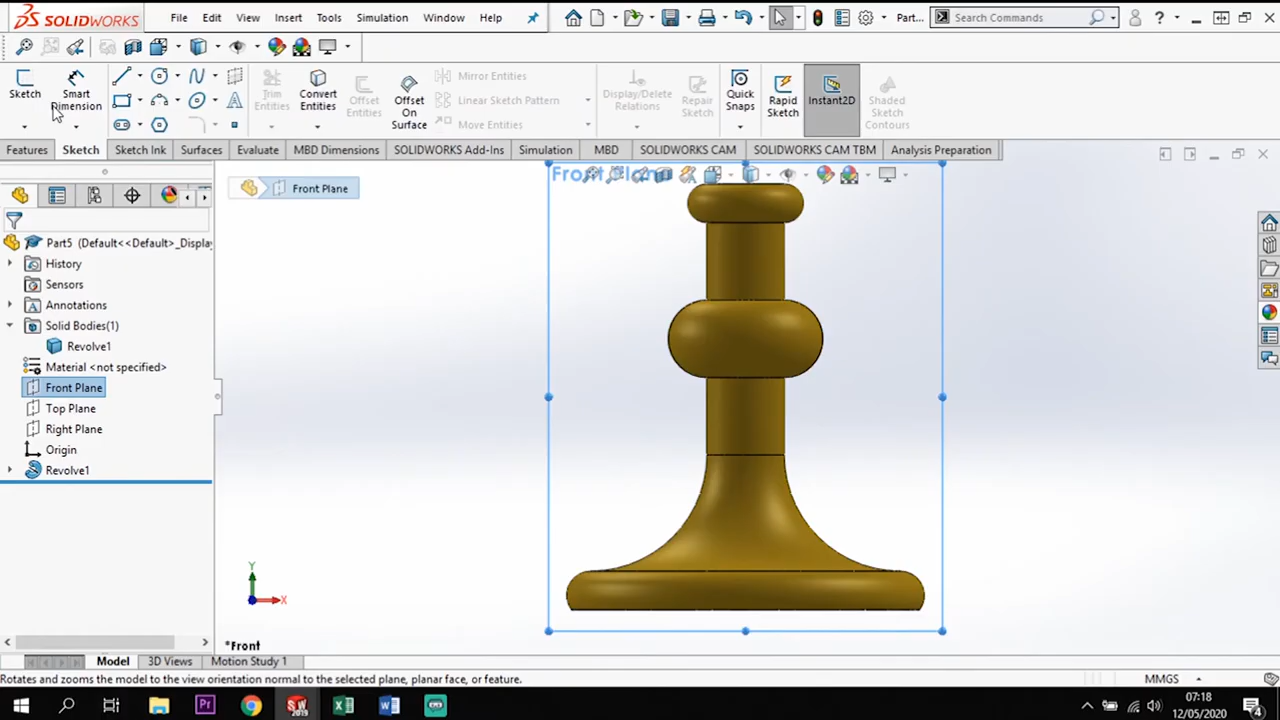 SOLIDWORKS File Edit View Insert Tools Simulation Window Help Part... Search Commands ?
Sketch Smart Dimension Trim Entities Convert Entities Offset Entities Offset On Surface Mirror Entities Linear Sketch Pattern Move Entities Display/Delete Relations Repair Sketch Quick Snaps Rapid Sketch Instant2D Shaded Sketch Contours
Features Sketch Sketch Ink Surfaces Evaluate MBD Dimensions SOLIDWORKS Add-Ins Simulation MBD SOLIDWORKS CAM SOLIDWORKS CAM TBM Analysis Preparation
Front Plane
Part5 (Default<<Default>_Display
History
Sensors
Annotations
Solid Bodies(1)
Revolve1
Material <not specified>
Front Plane
Top Plane
Right Plane
Origin
Revolve1
Y
X
*Front
Model 3D Views Motion Study 1
Rotates and zooms the model to the view orientation normal to the selected plane, planar face, or feature. MMGS
07:18
12/05/2020